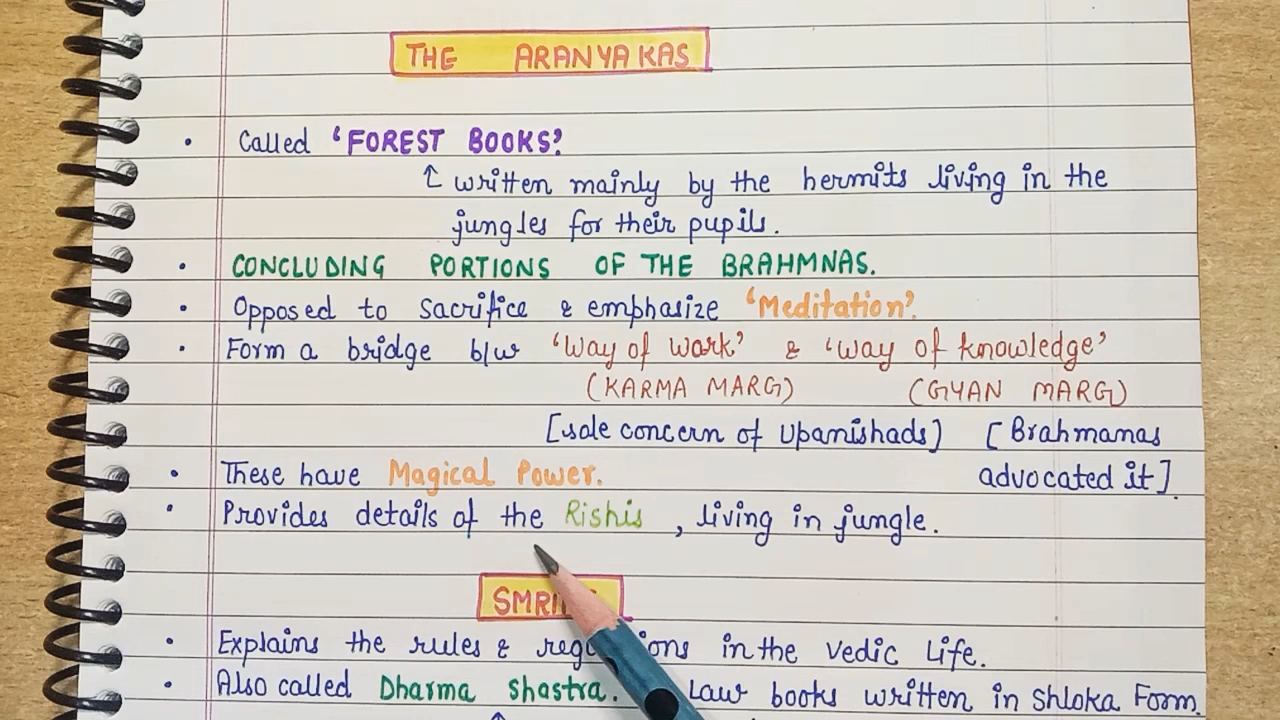 THE ARANYAKAS
• Called 'FOREST BOOKS'.
↑ written mainly by the hermits living in the
jungles for their pupils.
• CONCLUDING PORTIONS OF THE BRAHMNAS.
• Opposed to sacrifice & emphasize 'Meditation'.
• Form a bridge b/w 'Way of work' & 'way of knowledge'
(KARMA MARG) (GYAN MARG)
[sole concern of Upanishads] [Brahmanas
• These have Magical Power. advocated it].
• Provides details of the Rishis, living in jungle.
• Explains the rules & in the Vedic Life.
• Also called Dharma Shastra. Law books written in Shloka Form.